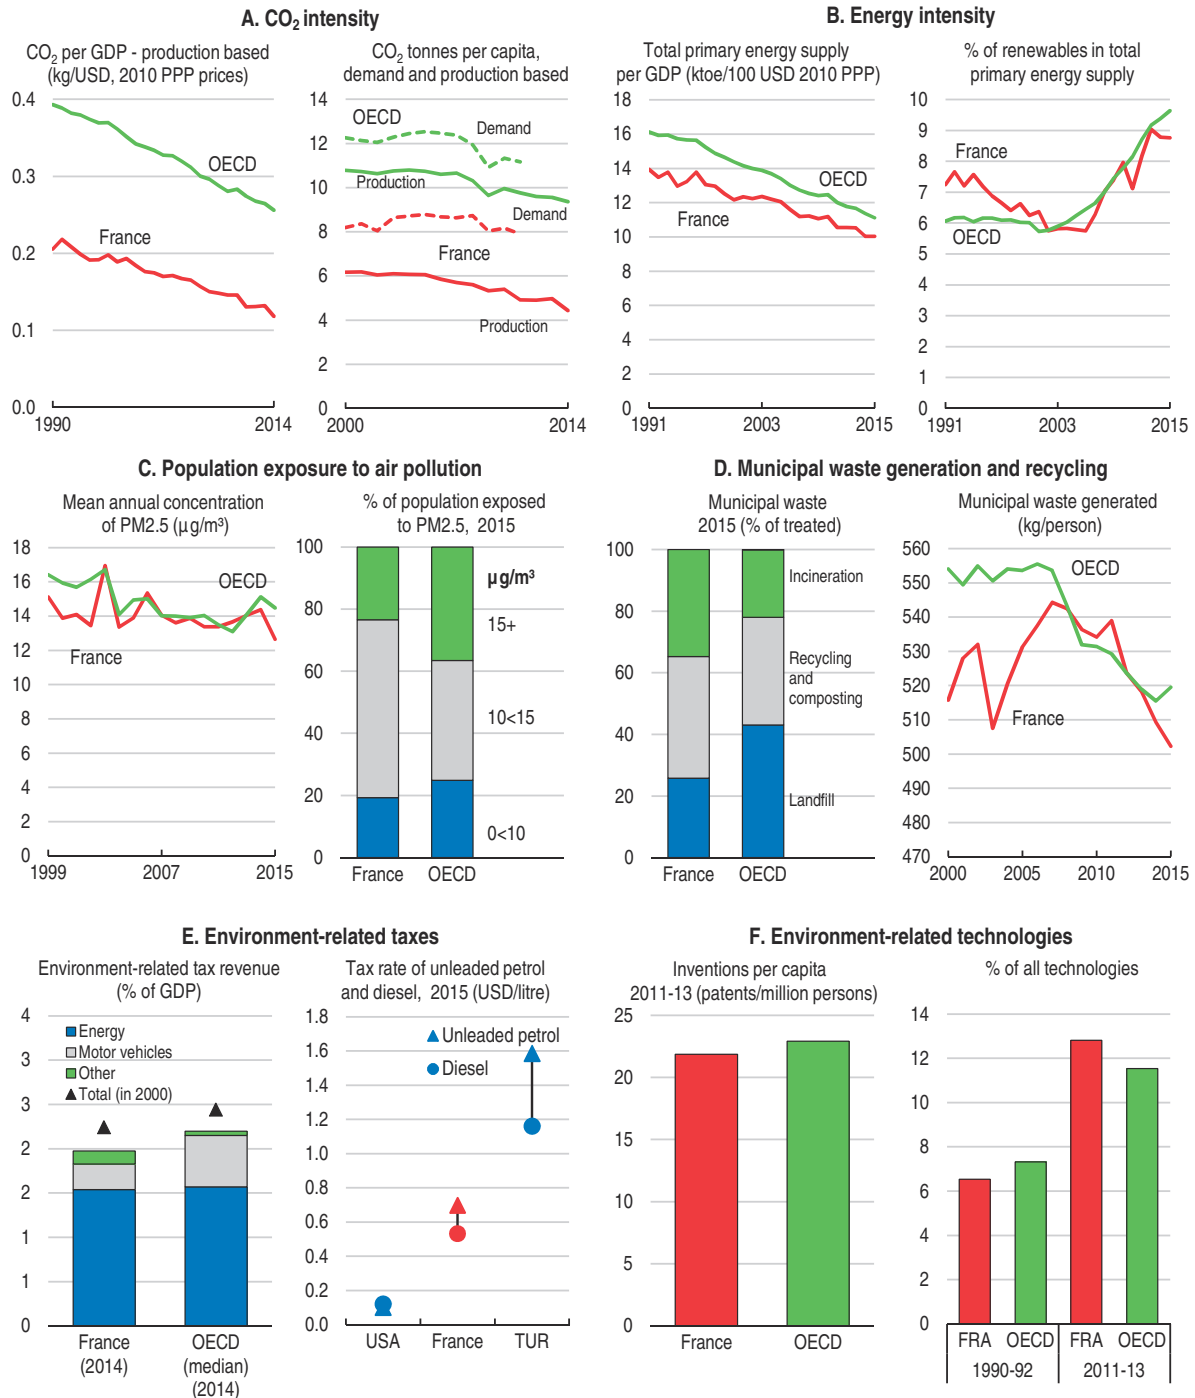 A. CO₂ intensity
CO₂ per GDP - production based
(kg/USD, 2010 PPP prices)
0.4
0.3
0.2
0.1
0.0
OECD
France
1990
2014
CO₂ tonnes per capita,
demand and production based
14
12
10
8
6
4
2
0
OECD
Demand
Production
Demand
France
Production
2000
2014
B. Energy intensity
Total primary energy supply
per GDP (ktoe/100 USD 2010 PPP)
18
16
14
12
10
8
6
4
2
0
OECD
France
1991
2003
2015
% of renewables in total
primary energy supply
10
9
8
7
6
5
4
3
2
1
0
France
OECD
1991
2003
2015
C. Population exposure to air pollution
Mean annual concentration
of PM2.5 (µg/m³)
18
16
14
12
10
8
6
4
2
0
OECD
France
1999
2007
2015
% of population exposed
to PM2.5, 2015
100
80
60
40
20
0
µg/m³
15+
10<15
0<10
France
OECD
D. Municipal waste generation and recycling
Municipal waste
2015 (% of treated)
100
80
60
40
20
0
Incineration
Recycling
and
composting
Landfill
France
OECD
Municipal waste generated
(kg/person)
560
550
540
530
520
510
500
490
480
470
OECD
France
2000
2005
2010
2015
E. Environment-related taxes
Environment-related tax revenue
(% of GDP)
4
3
3
2
2
1
1
0
Energy
Motor vehicles
Other
Total (in 2000)
France
(2014)
OECD
(median)
(2014)
Tax rate of unleaded petrol
and diesel, 2015 (USD/litre)
1.8
1.6
1.4
1.2
1.0
0.8
0.6
0.4
0.2
0.0
Unleaded petrol
Diesel
USA
France
TUR
F. Environment-related technologies
Inventions per capita
2011-13 (patents/million persons)
25
20
15
10
5
0
France
OECD
% of all technologies
14
12
10
8
6
4
2
0
FRA
OECD
FRA
OECD
1990-92
2011-13